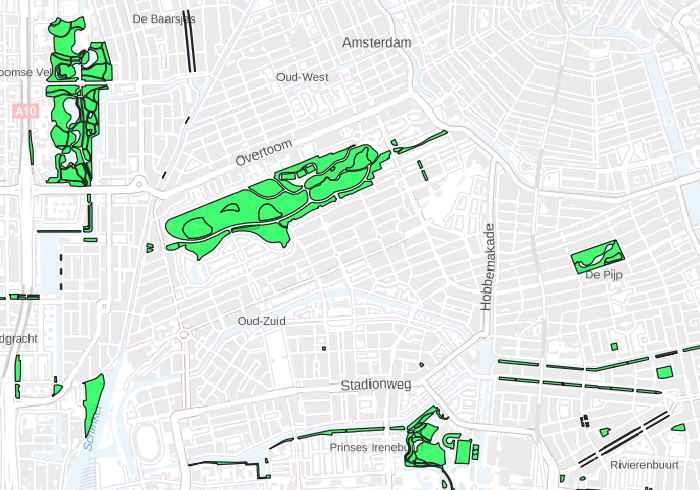 De Baarsjes
Amsterdam
oomse Vel
Oud-West
A10
Overtoom
Hobbemakade
De Pijp
Oud-Zuid
dgracht
Stadionweg
Schinkel
Prinses Irenebu
Rivierenbuurt